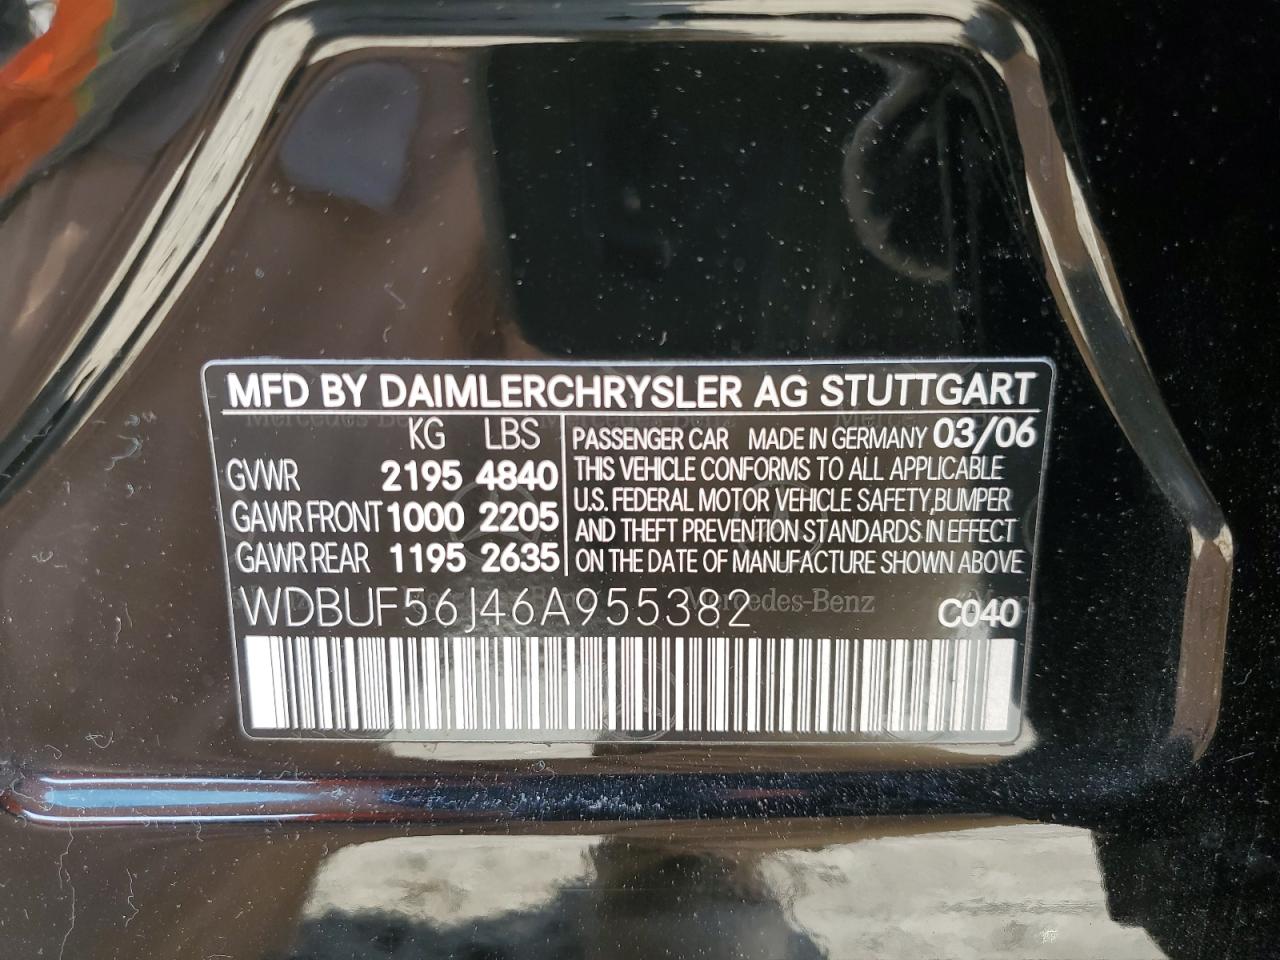 MFD BY DAIMLERCHRYSLER AG STUTTGART
KG LBS
GVWR 2195 4840
GAWR FRONT 1000 2205
GAWR REAR 1195 2635
PASSENGER CAR MADE IN GERMANY 03/06
THIS VEHICLE CONFORMS TO ALL APPLICABLE
U.S. FEDERAL MOTOR VEHICLE SAFETY, BUMPER
AND THEFT PREVENTION STANDARDS IN EFFECT
ON THE DATE OF MANUFACTURE SHOWN ABOVE
WDBUF56J46A955382 C040
Mercedes-Benz